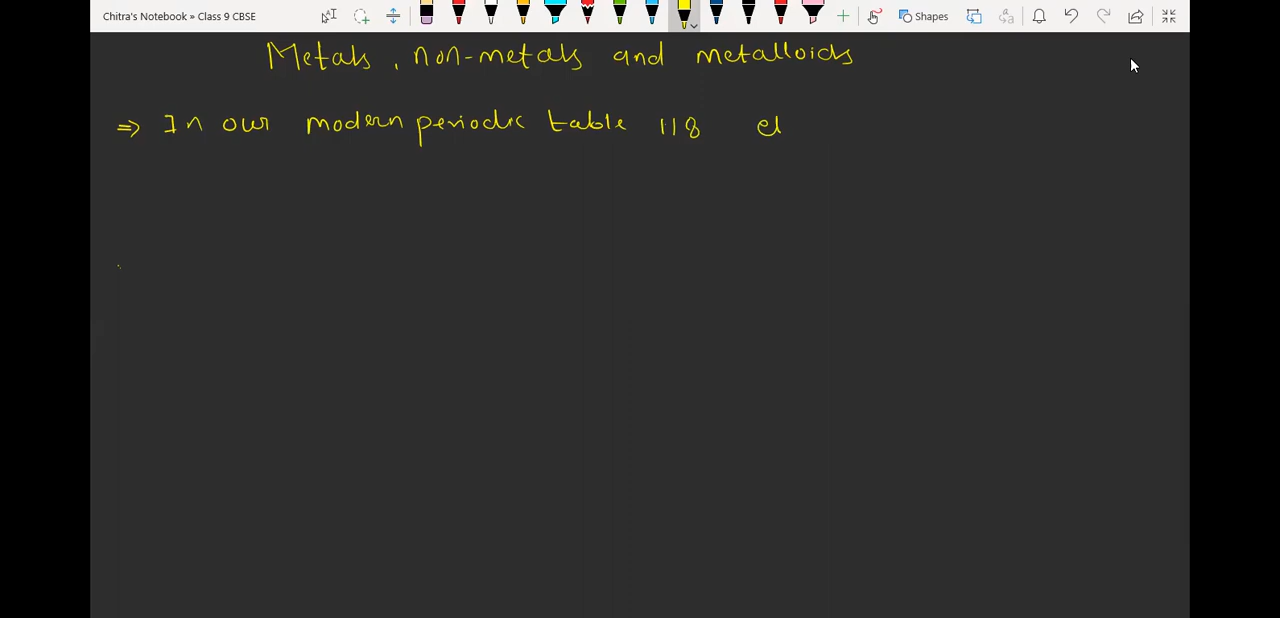 Chitra's Notebook » Class 9 CBSE
Shapes
Metals, non-metals and metalloids
⇒ In our modern periodic table 118 el